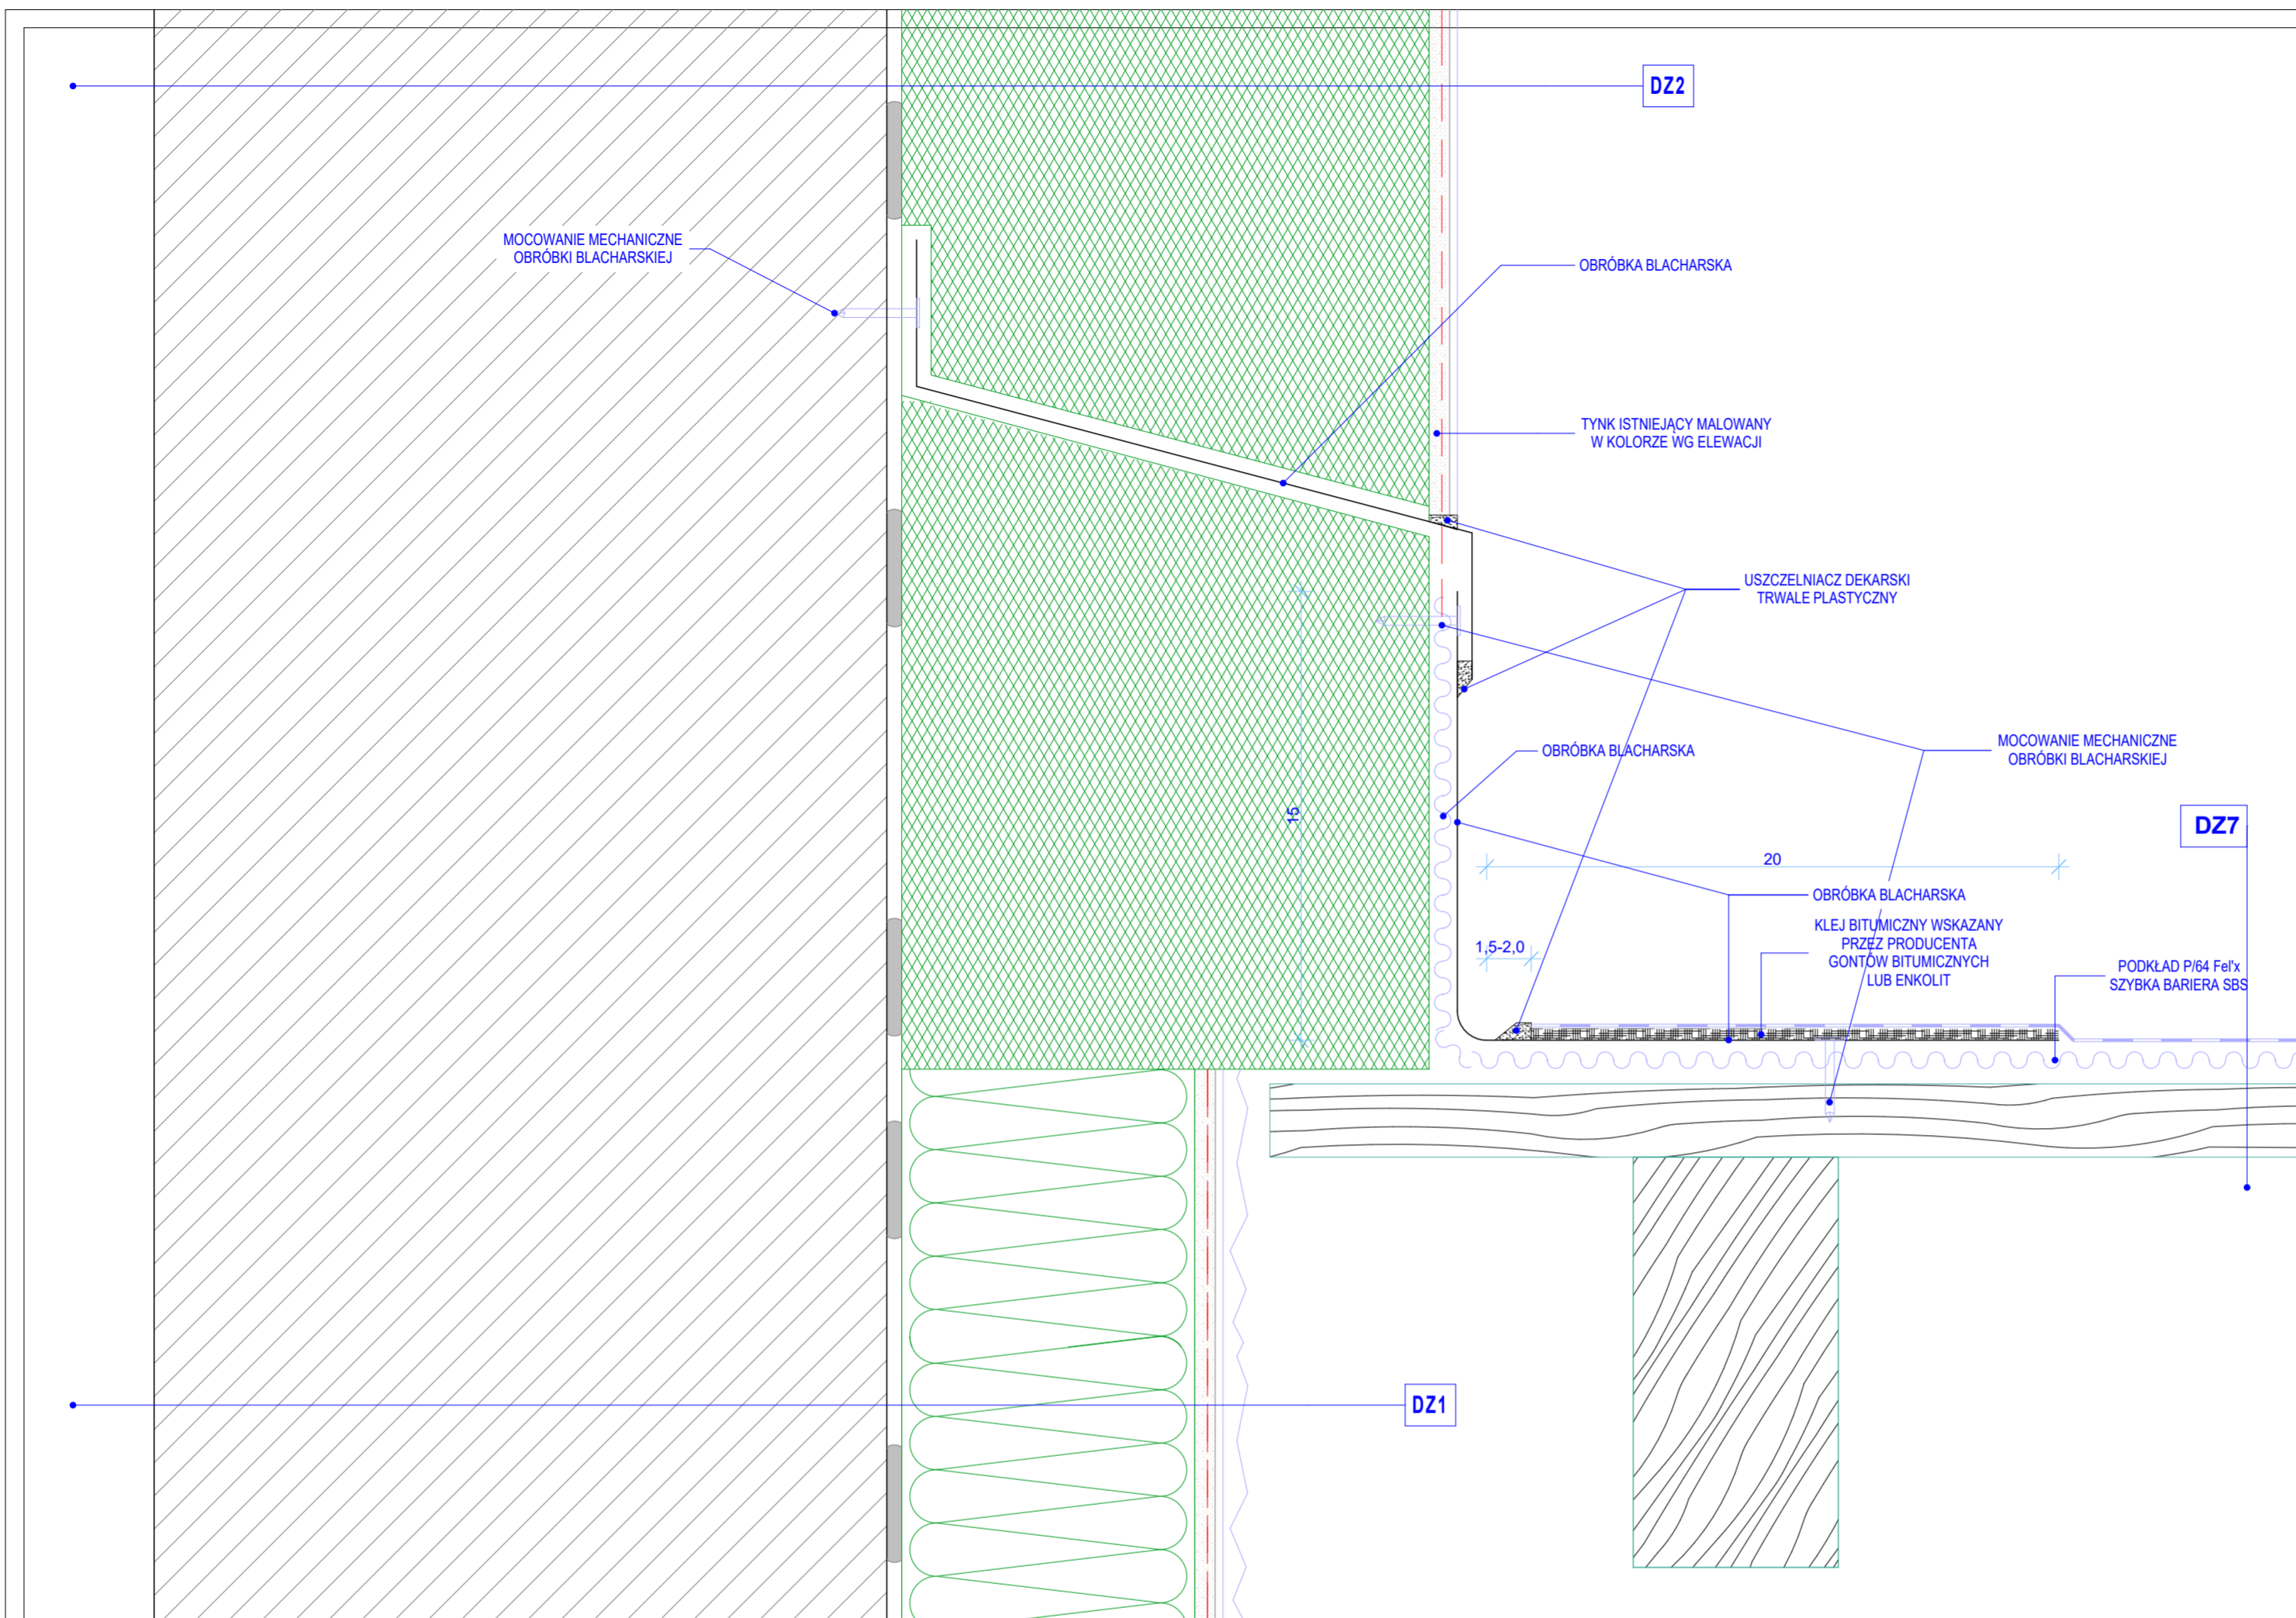 DZ2
MOCOWANIE MECHANICZNE
OBRÓBKI BLACHARSKIEJ
OBRÓBKA BLACHARSKA
TYNK ISTNIEJĄCY MALOWANY
W KOLORZE WG ELEWACJI
USZCZELNIACZ DEKARSKI
TRWALE PLASTYCZNY
MOCOWANIE MECHANICZNE
OBRÓBKI BLACHARSKIEJ
OBRÓBKA BLACHARSKA
15
DZ7
20
OBRÓBKA BLACHARSKA
KLEJ BITUMICZNY WSKAZANY
PRZEZ PRODUCENTA
GONTÓW BITUMICZNYCH
LUB ENKOLIT
1,5-2,0
PODKŁAD P/64 Fel'x
SZYBKA BARIERA SBS
DZ1